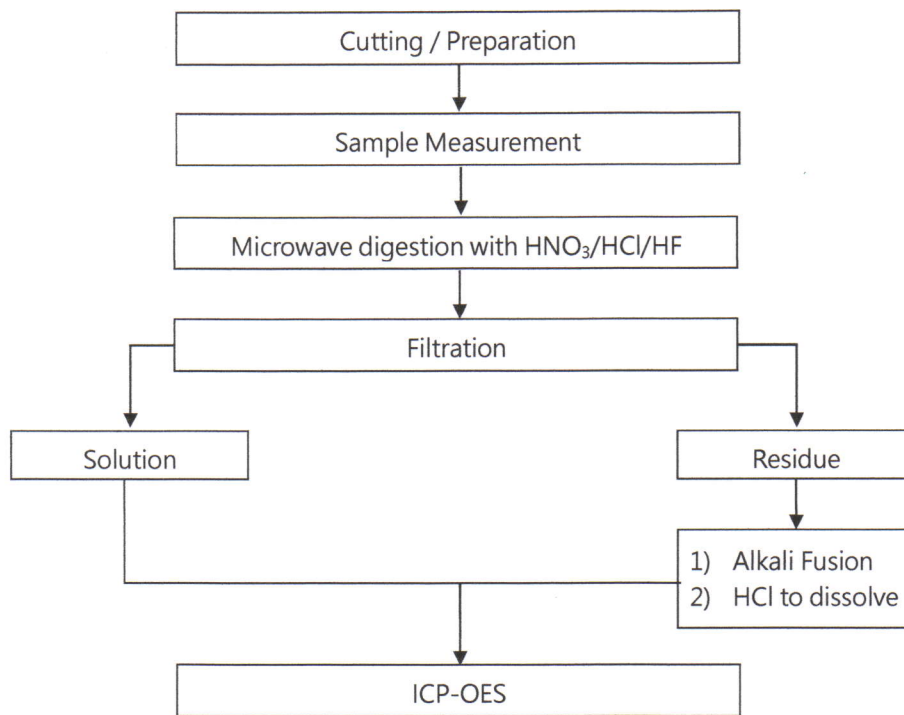 Cutting / Preparation
Sample Measurement
Microwave digestion with HNO₃/HCl/HF
Filtration
Solution
Residue
1) Alkali Fusion
2) HCl to dissolve
ICP-OES